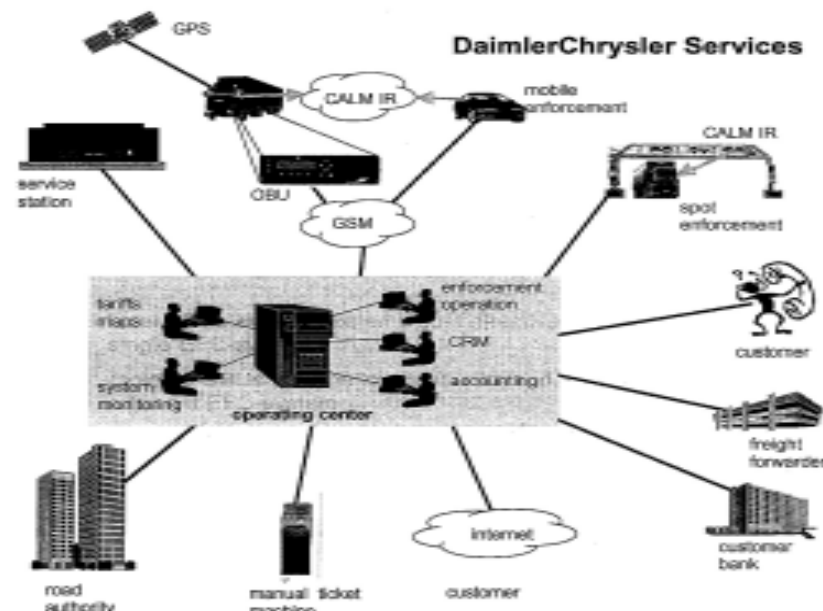 GPS
DaimlerChrysler Services
CALM IR
mobile
enforcement
CALM IR
service
station
OBU
GSM
spot
enforcement
tariffs
maps
enforcement
operation
CRM
customer
system
monitoring
accounting
operating center
freight
forwarder
internet
customer
bank
road
authority
manual ticket
machine
customer